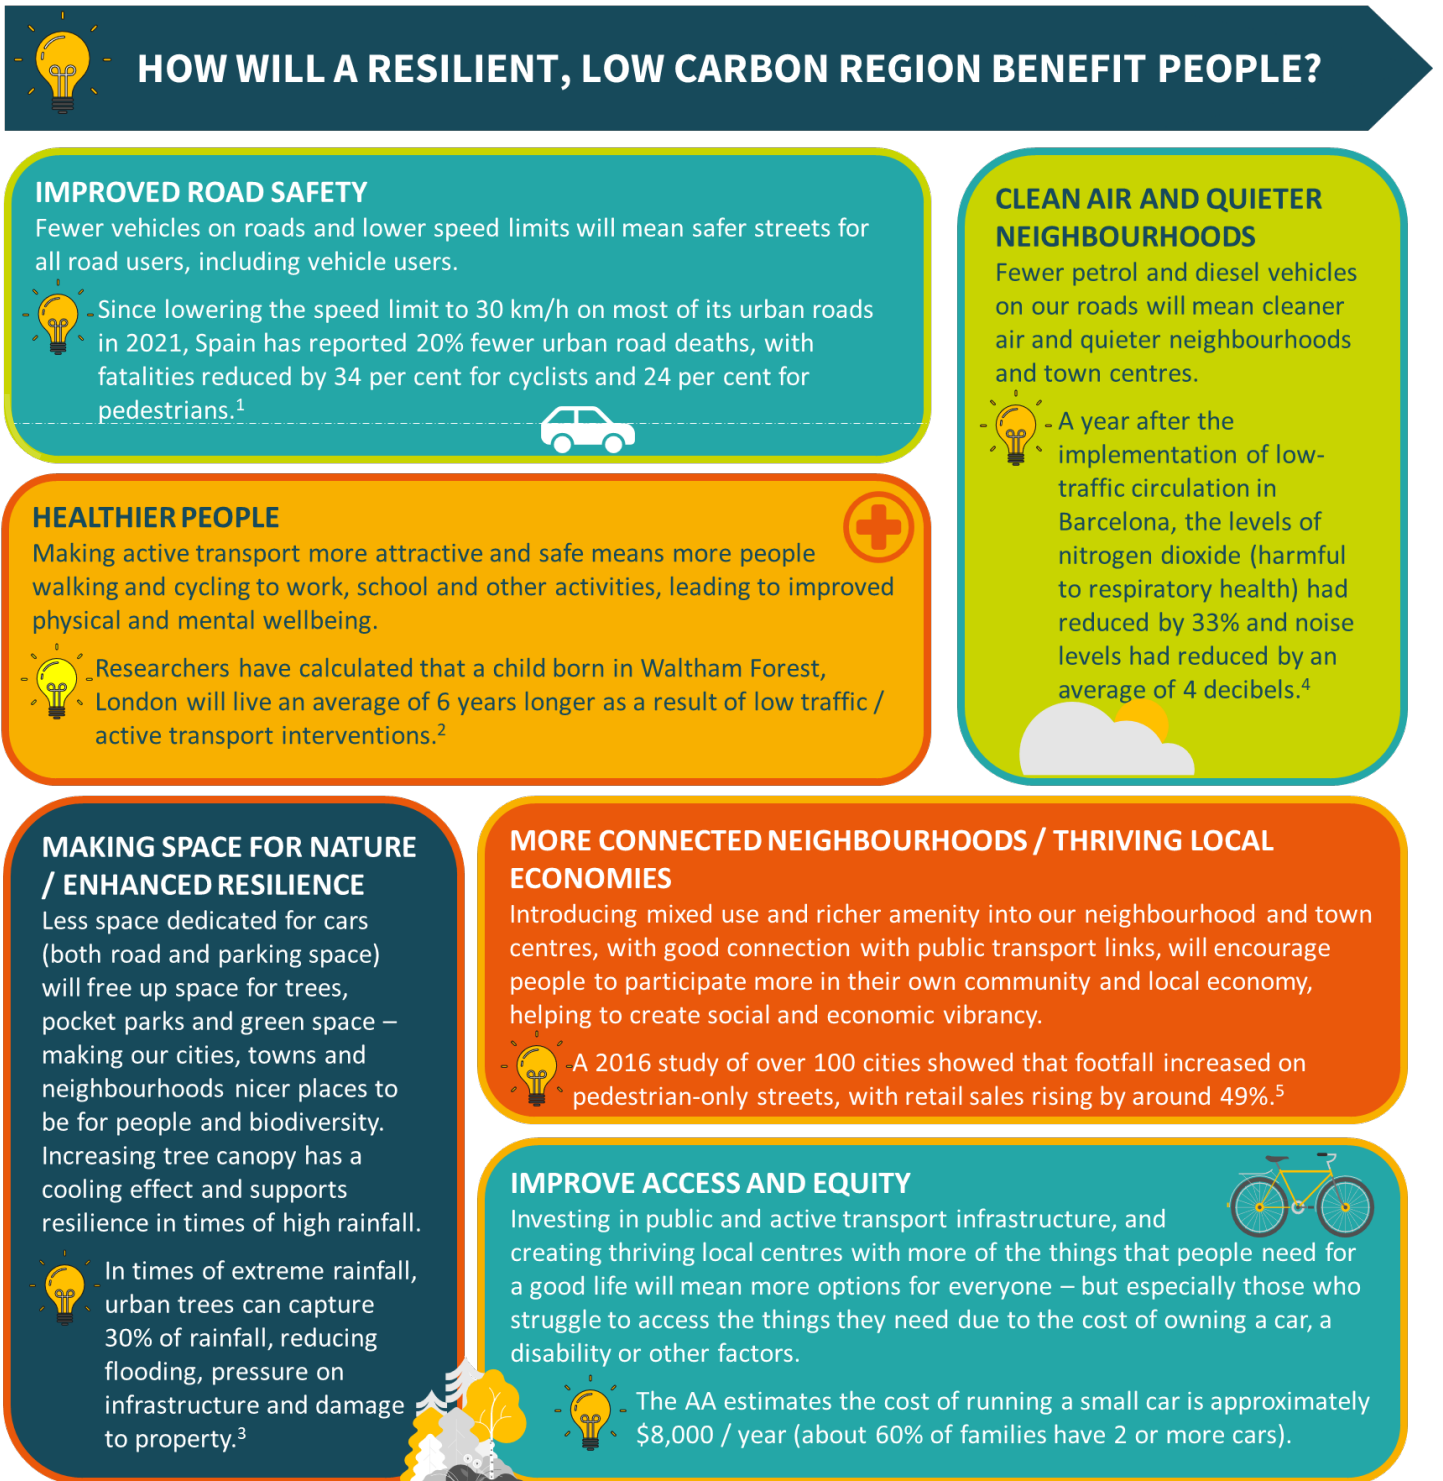 HOW WILL A RESILIENT, LOW CARBON REGION BENEFIT PEOPLE?
IMPROVED ROAD SAFETY
Fewer vehicles on roads and lower speed limits will mean safer streets for
all road users, including vehicle users.
Since lowering the speed limit to 30 km/h on most of its urban roads
in 2021, Spain has reported 20% fewer urban road deaths, with
fatalities reduced by 34 per cent for cyclists and 24 per cent for
pedestrians.¹
CLEAN AIR AND QUIETER
NEIGHBOURHOODS
Fewer petrol and diesel vehicles
on our roads will mean cleaner
air and quieter neighbourhoods
and town centres.
A year after the
implementation of low-
traffic circulation in
Barcelona, the levels of
nitrogen dioxide (harmful
to respiratory health) had
reduced by 33% and noise
levels had reduced by an
average of 4 decibels.⁴
HEALTHIER PEOPLE
Making active transport more attractive and safe means more people
walking and cycling to work, school and other activities, leading to improved
physical and mental wellbeing.
Researchers have calculated that a child born in Waltham Forest,
London will live an average of 6 years longer as a result of low traffic /
active transport interventions.²
MAKING SPACE FOR NATURE
/ ENHANCED RESILIENCE
Less space dedicated for cars
(both road and parking space)
will free up space for trees,
pocket parks and green space –
making our cities, towns and
neighbourhoods nicer places to
be for people and biodiversity.
Increasing tree canopy has a
cooling effect and supports
resilience in times of high rainfall.
In times of extreme rainfall,
urban trees can capture
30% of rainfall, reducing
flooding, pressure on
infrastructure and damage
to property.³
MORE CONNECTED NEIGHBOURHOODS / THRIVING LOCAL
ECONOMIES
Introducing mixed use and richer amenity into our neighbourhood and town
centres, with good connection with public transport links, will encourage
people to participate more in their own community and local economy,
helping to create social and economic vibrancy.
A 2016 study of over 100 cities showed that footfall increased on
pedestrian-only streets, with retail sales rising by around 49%.⁵
IMPROVE ACCESS AND EQUITY
Investing in public and active transport infrastructure, and
creating thriving local centres with more of the things that people need for
a good life will mean more options for everyone – but especially those who
struggle to access the things they need due to the cost of owning a car, a
disability or other factors.
The AA estimates the cost of running a small car is approximately
$8,000 / year (about 60% of families have 2 or more cars).